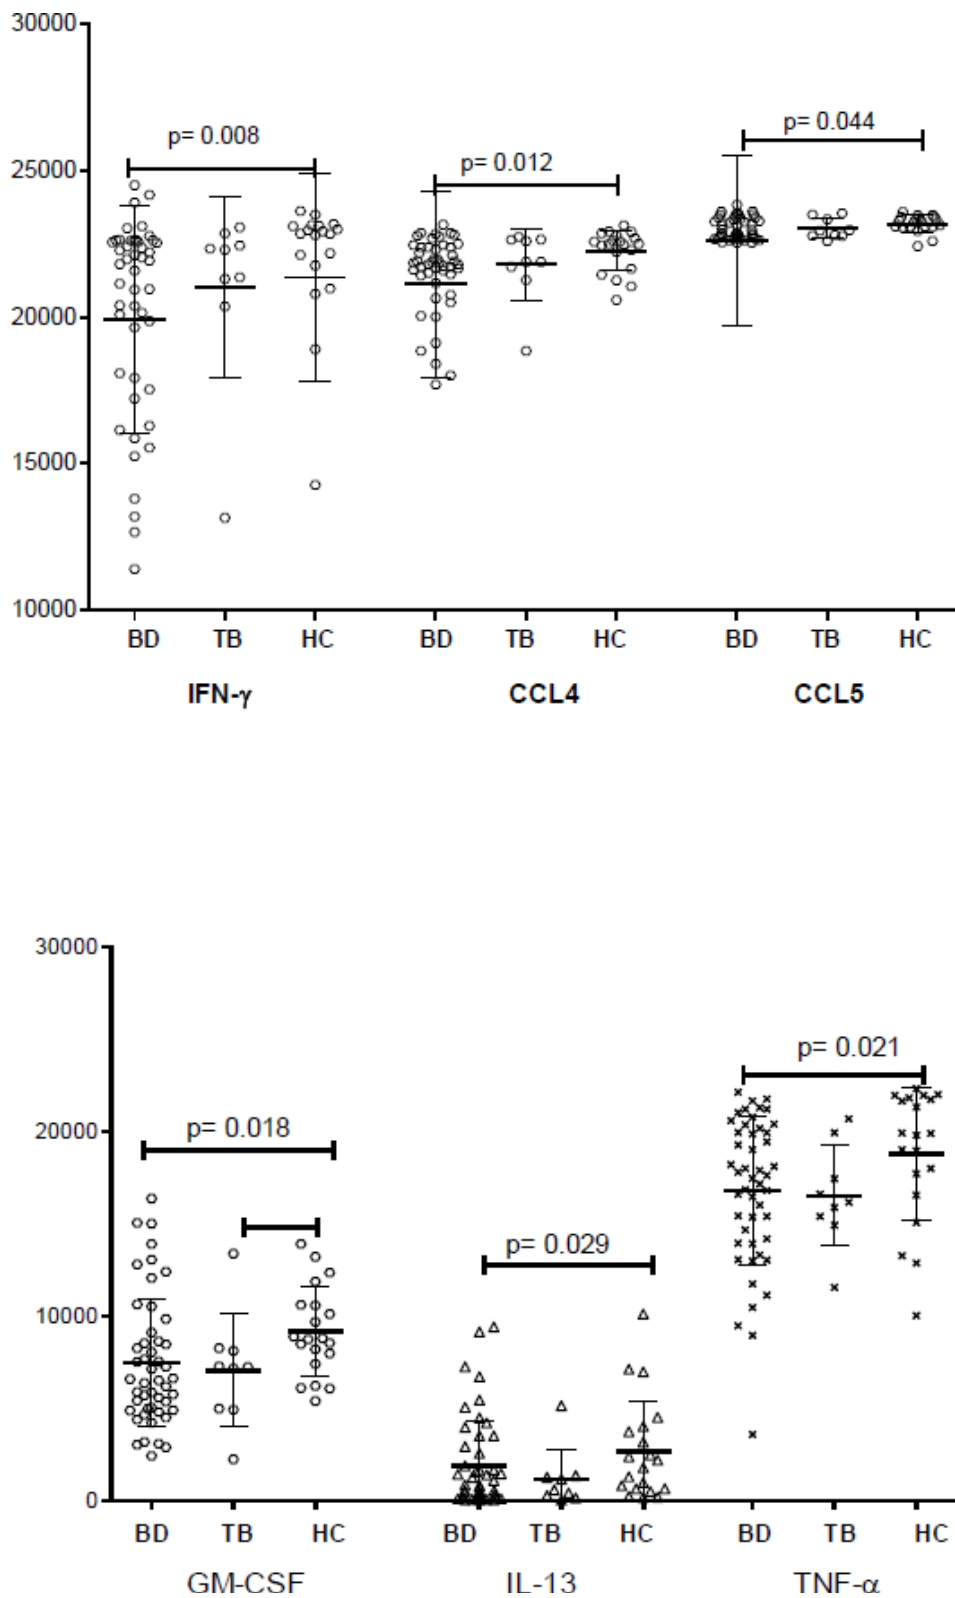 30000
p= 0.008
p= 0.012
p= 0.044
25000
20000
15000
10000
BD TB HC BD TB HC BD TB HC
IFN-γ CCL4 CCL5
30000
p= 0.018
p= 0.029
p= 0.021
20000
10000
0
BD TB HC BD TB HC BD TB HC
GM-CSF IL-13 TNF-α